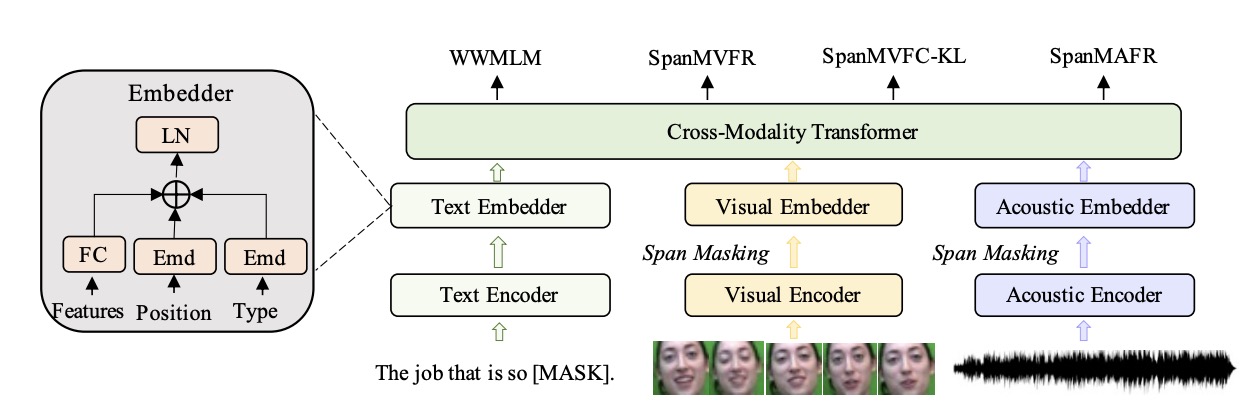 WWMLM SpanMVFR SpanMVFC-KL SpanMAFR
Cross-Modality Transformer
Embedder
LN
FC Emd Emd
Features Position Type
Text Embedder Visual Embedder Acoustic Embedder
Span Masking Span Masking
Text Encoder Visual Encoder Acoustic Encoder
The job that is so [MASK].